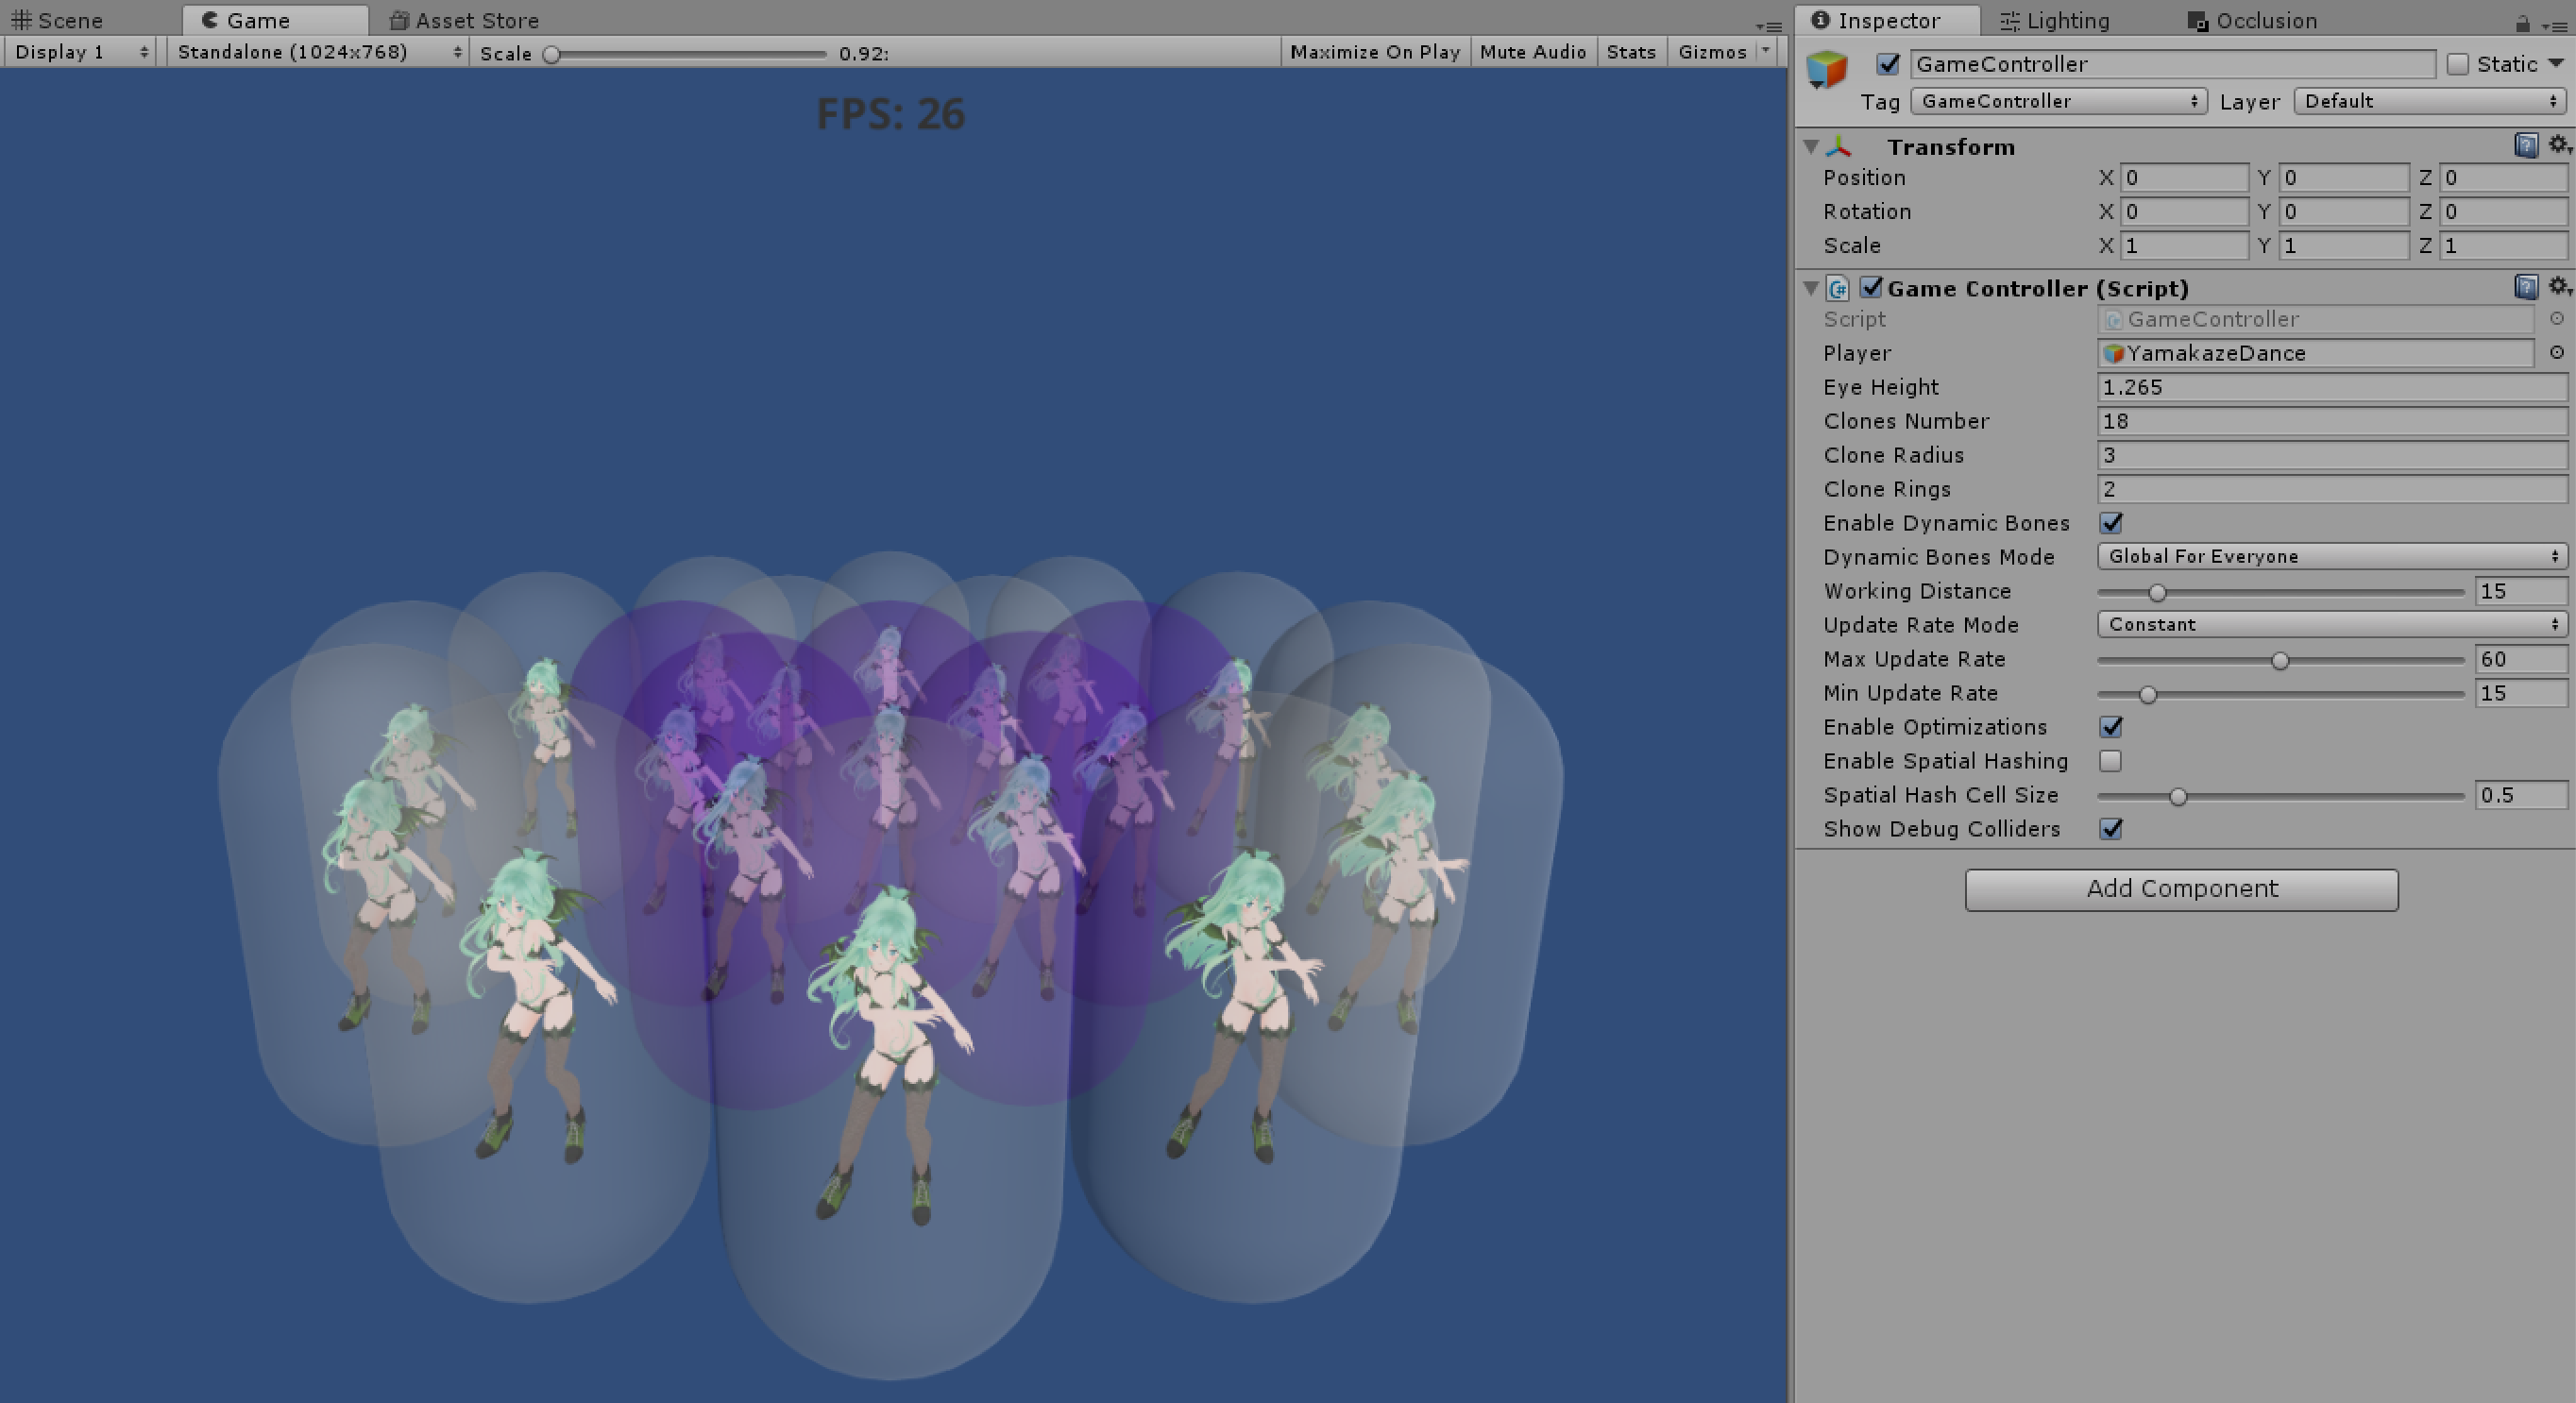 Scene Game Asset Store
Display 1 Standalone (1024x768) Scale 0.92: Maximize On Play Mute Audio Stats Gizmos
FPS: 26
Inspector Lighting Occlusion
GameController Static
Tag GameController Layer Default
Transform
Position X 0 Y 0 Z 0
Rotation X 0 Y 0 Z 0
Scale X 1 Y 1 Z 1
Game Controller (Script)
Script GameController
Player YamakazeDance
Eye Height 1.265
Clones Number 18
Clone Radius 3
Clone Rings 2
Enable Dynamic Bones
Dynamic Bones Mode Global For Everyone
Working Distance 15
Update Rate Mode Constant
Max Update Rate 60
Min Update Rate 15
Enable Optimizations
Enable Spatial Hashing
Spatial Hash Cell Size 0.5
Show Debug Colliders
Add Component